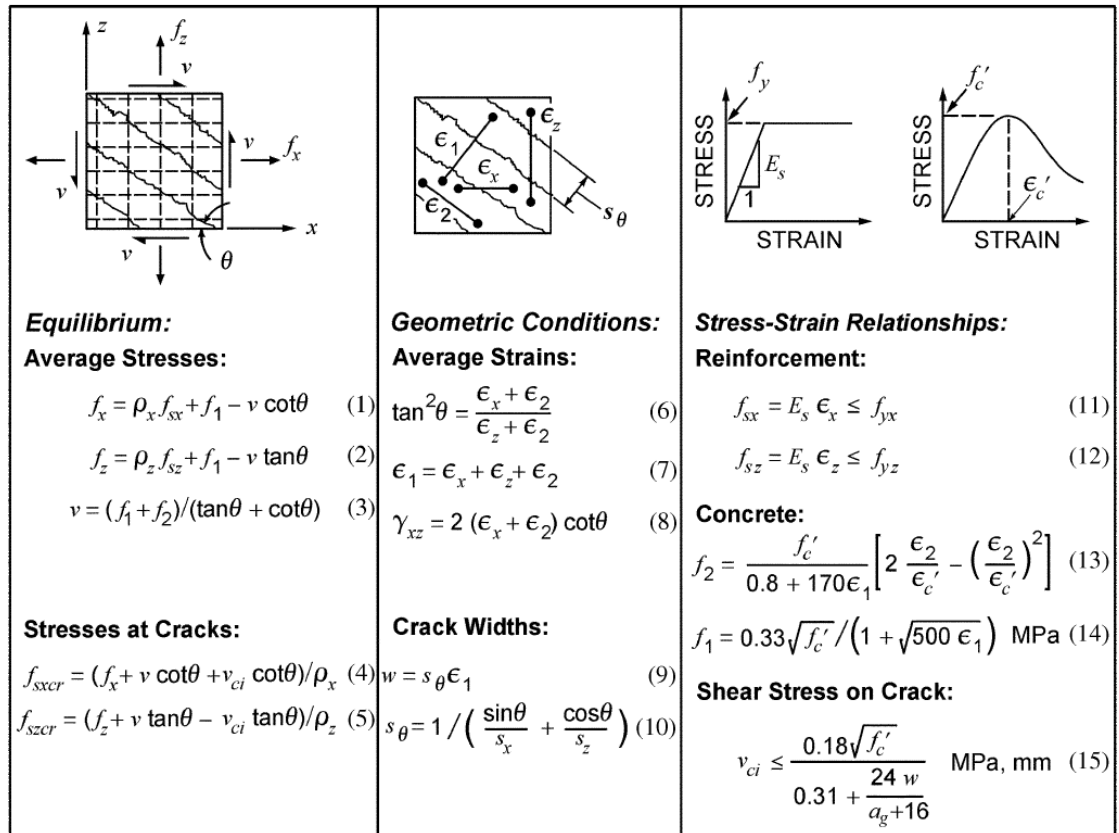 z
f_z
v
v
f_x
v
v
x
θ
Equilibrium:
Average Stresses:
f_x = ρ_x f_sx + f_1 − v cotθ (1)
f_z = ρ_z f_sz + f_1 − v tanθ (2)
v = (f_1 + f_2)/(tanθ + cotθ) (3)
Stresses at Cracks:
f_sxcr = (f_x + v cotθ + v_ci cotθ)/ρ_x (4)
f_szcr = (f_z + v tanθ − v_ci tanθ)/ρ_z (5)
ϵ_z
ϵ_1
ϵ_x
ϵ_2
s_θ
Geometric Conditions:
Average Strains:
tan²θ = (ϵ_x + ϵ_2)/(ϵ_z + ϵ_2) (6)
ϵ_1 = ϵ_x + ϵ_z + ϵ_2 (7)
γ_xz = 2 (ϵ_x + ϵ_2) cotθ (8)
Crack Widths:
w = s_θ ϵ_1 (9)
s_θ = 1 / ( sinθ/s_x + cosθ/s_z ) (10)
f_y
E_s
1
STRESS
STRAIN
f_c′
ϵ_c′
STRESS
STRAIN
Stress-Strain Relationships:
Reinforcement:
f_sx = E_s ϵ_x ≤ f_yx (11)
f_sz = E_s ϵ_z ≤ f_yz (12)
Concrete:
f_2 = f_c′/(0.8 + 170ϵ_1) [2 ϵ_2/ϵ_c′ − (ϵ_2/ϵ_c′)²] (13)
f_1 = 0.33√f_c′ / (1 + √500 ϵ_1) MPa (14)
Shear Stress on Crack:
v_ci ≤ 0.18√f_c′ / (0.31 + 24 w/(a_g+16)) MPa, mm (15)